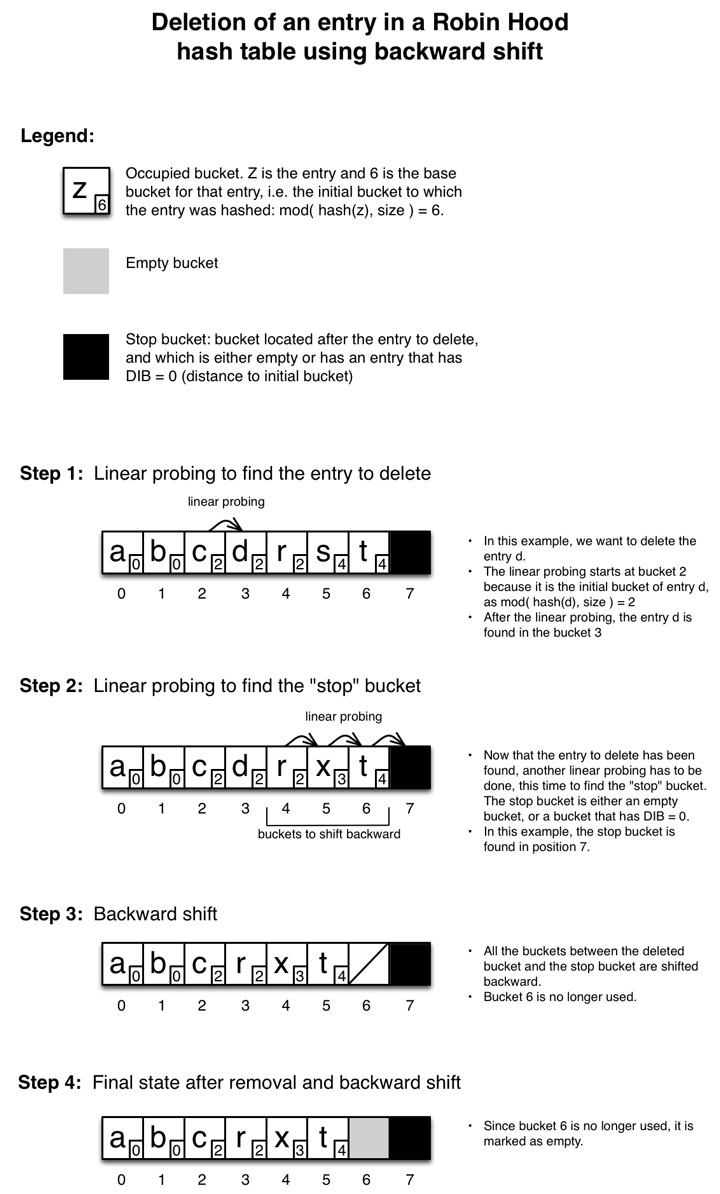 Deletion of an entry in a Robin Hood
hash table using backward shift
Legend:
z 6
Occupied bucket. Z is the entry and 6 is the base
bucket for that entry, i.e. the initial bucket to which
the entry was hashed: mod( hash(z), size ) = 6.
Empty bucket
Stop bucket: bucket located after the entry to delete,
and which is either empty or has an entry that has
DIB = 0 (distance to initial bucket)
Step 1: Linear probing to find the entry to delete
linear probing
a 0 b 0 c 2 d 2 r 2 s 4 t 4
0 1 2 3 4 5 6 7
• In this example, we want to delete the
entry d.
• The linear probing starts at bucket 2
because it is the initial bucket of entry d,
as mod( hash(d), size ) = 2
• After the linear probing, the entry d is
found in the bucket 3
Step 2: Linear probing to find the "stop" bucket
linear probing
a 0 b 0 c 2 d 2 r 2 x 3 t 4
0 1 2 3 4 5 6 7
buckets to shift backward
• Now that the entry to delete has been
found, another linear probing has to be
done, this time to find the "stop" bucket.
The stop bucket is either an empty
bucket, or a bucket that has DIB = 0.
• In this example, the stop bucket is
found in position 7.
Step 3: Backward shift
a 0 b 0 c 2 r 2 x 3 t 4
0 1 2 3 4 5 6 7
• All the buckets between the deleted
bucket and the stop bucket are shifted
backward.
• Bucket 6 is no longer used.
Step 4: Final state after removal and backward shift
a 0 b 0 c 2 r 2 x 3 t 4
0 1 2 3 4 5 6 7
• Since bucket 6 is no longer used, it is
marked as empty.